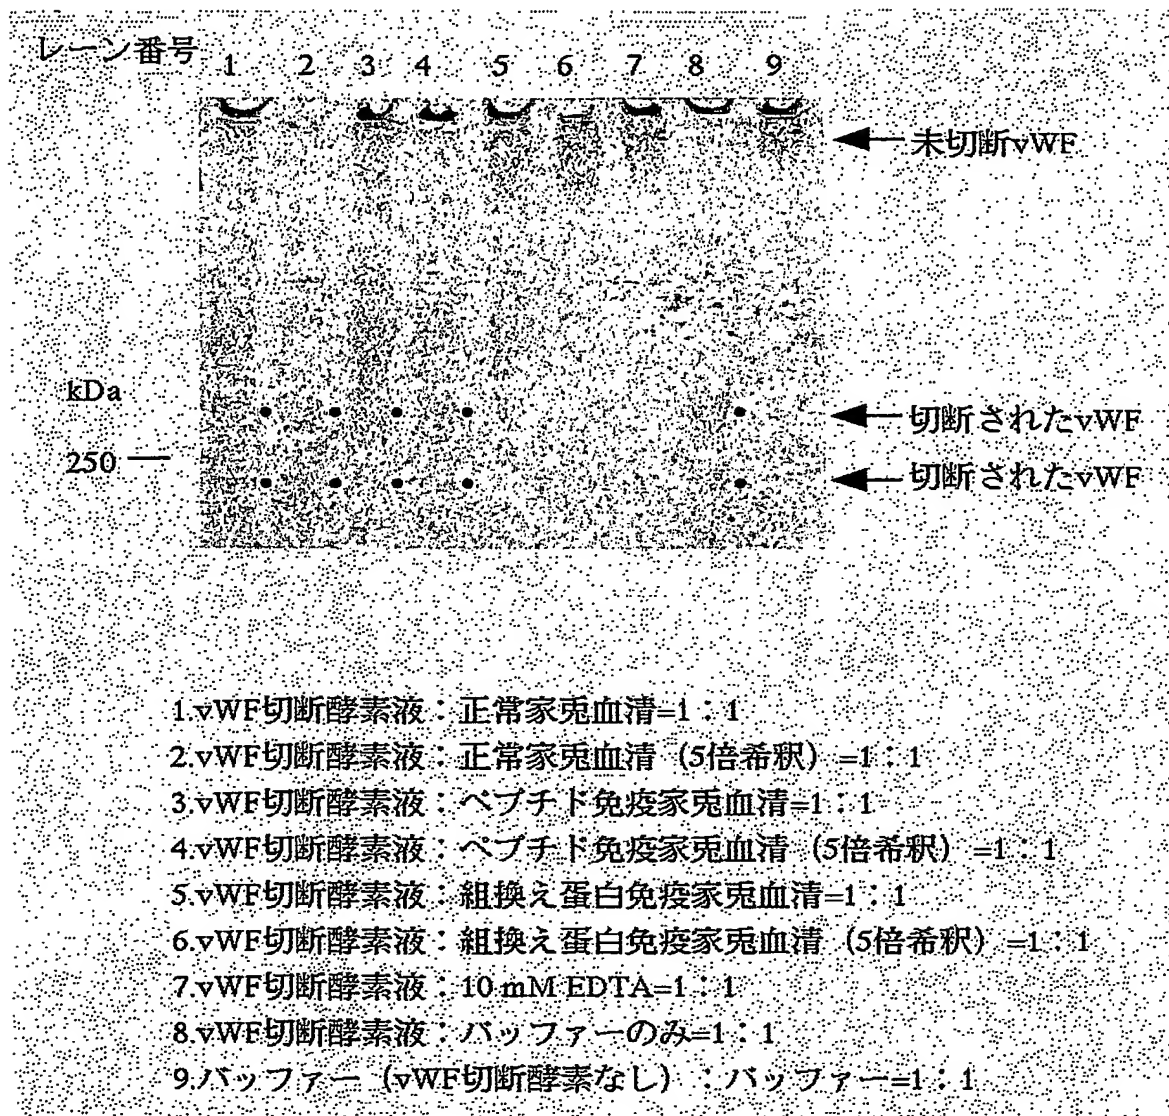 レーン番号 1 2 3 4 5 6 7 8 9
未切断vWF
kDa
切断されたvWF
250
切断されたvWF
1.vWF切断酵素液：正常家兎血清=1：1
2.vWF切断酵素液：正常家兎血清（5倍希釈）=1：1
3.vWF切断酵素液：ペプチド免疫家兎血清=1：1
4.vWF切断酵素液：ペプチド免疫家兎血清（5倍希釈）=1：1
5.vWF切断酵素液：組換え蛋白免疫家兎血清=1：1
6.vWF切断酵素液：組換え蛋白免疫家兎血清（5倍希釈）=1：1
7.vWF切断酵素液：10 mM EDTA=1：1
8.vWF切断酵素液：バッファーのみ=1：1
9.バッファー（vWF切断酵素なし）：バッファー=1：1